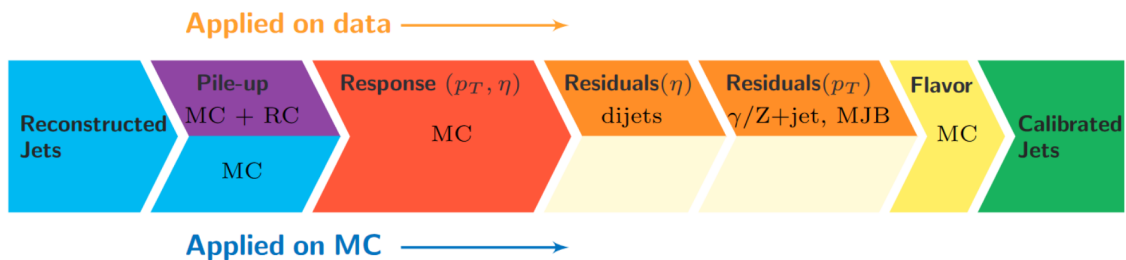 Applied on data
Reconstructed Jets
Pile-up
MC + RC
MC
Response (p_T, η)
MC
Residuals(η)
dijets
Residuals(p_T)
γ/Z+jet, MJB
Flavor
MC
Calibrated Jets
Applied on MC